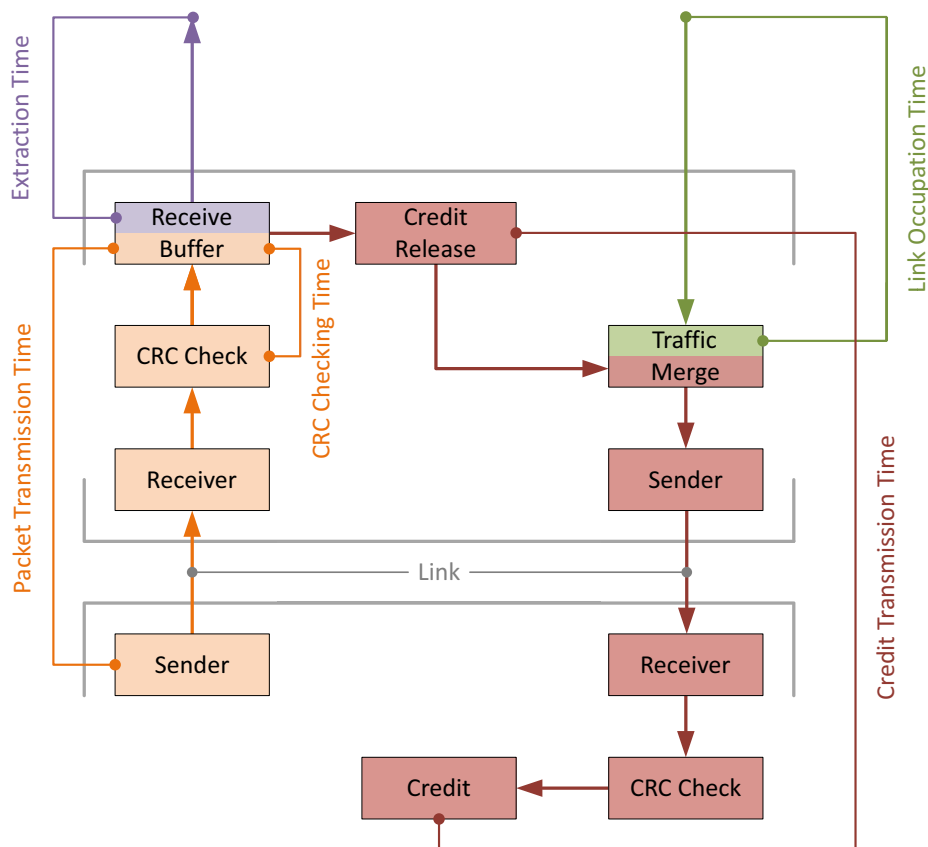 Extraction Time
Link Occupation Time
Receive
Buffer
Credit
Release
CRC Checking Time
Packet Transmission Time
CRC Check
Traffic
Merge
Receiver
Sender
Credit Transmission Time
Link
Sender
Receiver
Credit
CRC Check